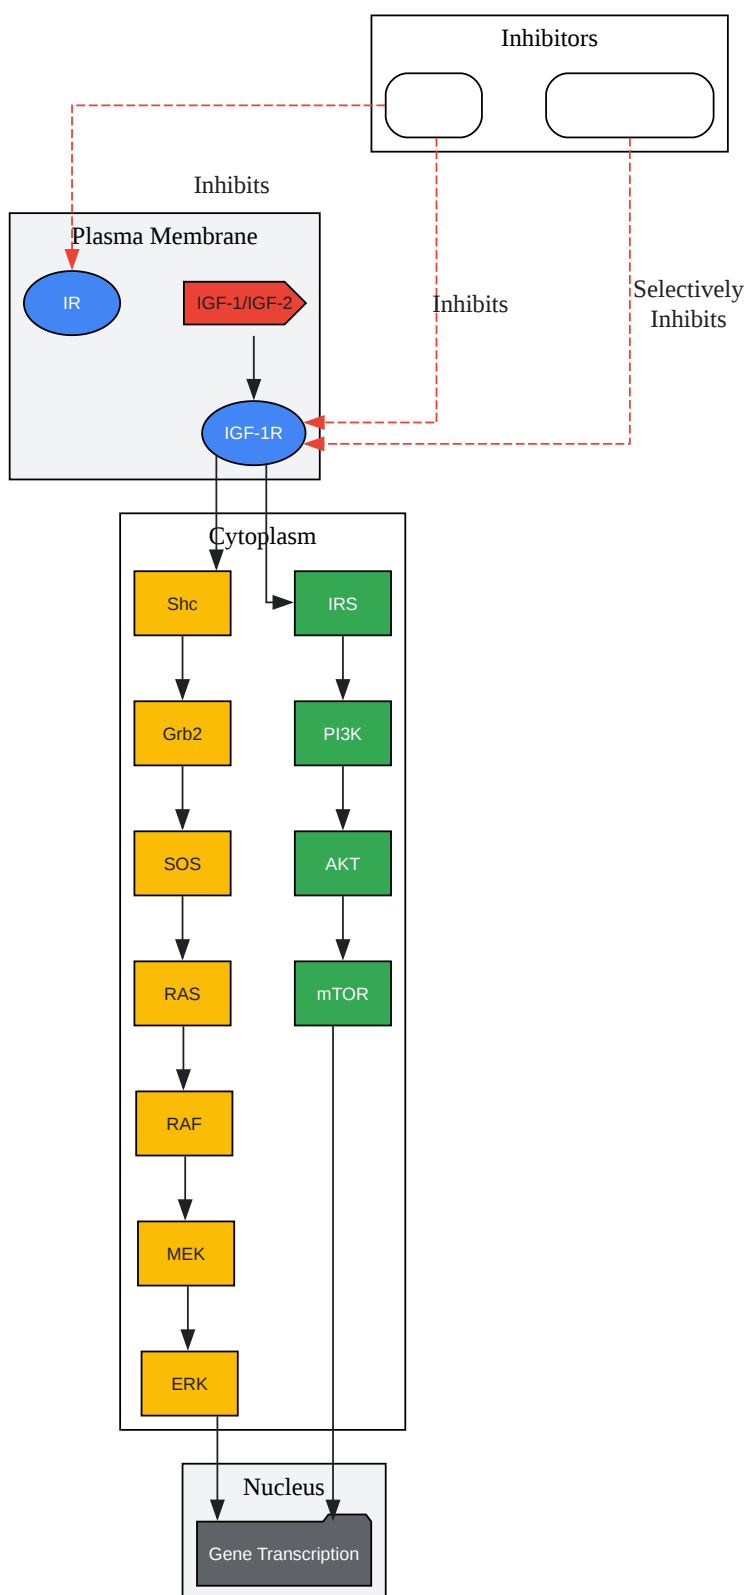 Inhibitors
Inhibits
Plasma Membrane
IR
IGF-1/IGF-2
Inhibits
Selectively
Inhibits
IGF-1R
Cytoplasm
Shc
IRS
Grb2
PI3K
SOS
AKT
RAS
mTOR
RAF
MEK
ERK
Nucleus
Gene Transcription